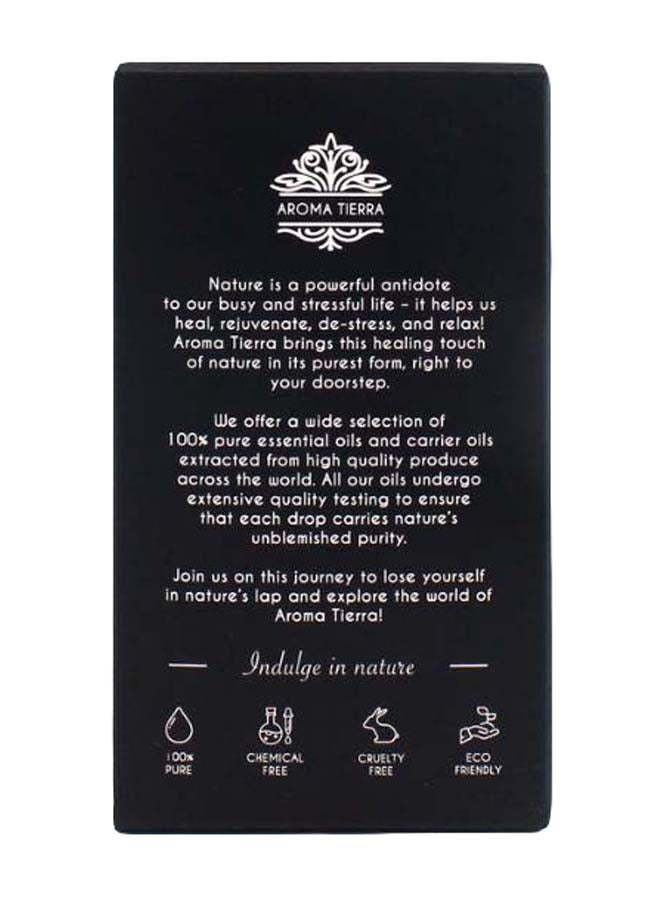 AROMA TIERRA
Nature is a powerful antidote
to our busy and stressful life - it helps us
heal, rejuvenate, de-stress, and relax!
Aroma Tierra brings this healing touch
of nature in its purest form, right to
your doorstep.
We offer a wide selection of
100% pure essential oils and carrier oils
extracted from high quality produce
across the world. All our oils undergo
extensive quality testing to ensure
that each drop carries nature's
unblemished purity.
Join us on this journey to lose yourself
in nature's lap and explore the world of
Aroma Tierra!
Indulge in nature
100% PURE
CHEMICAL FREE
CRUELTY FREE
ECO FRIENDLY